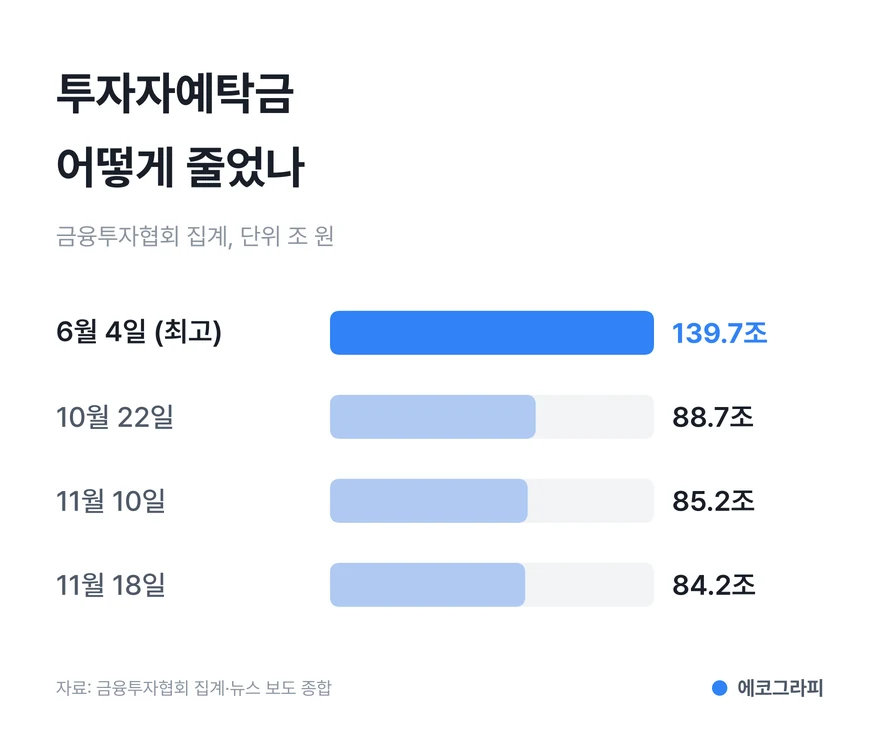 투자자예탁금
어떻게 줄었나
금융투자협회 집계, 단위 조 원
6월 4일 (최고) 139.7조
10월 22일 88.7조
11월 10일 85.2조
11월 18일 84.2조
자료: 금융투자협회 집계·뉴스 보도 종합
에코그라피